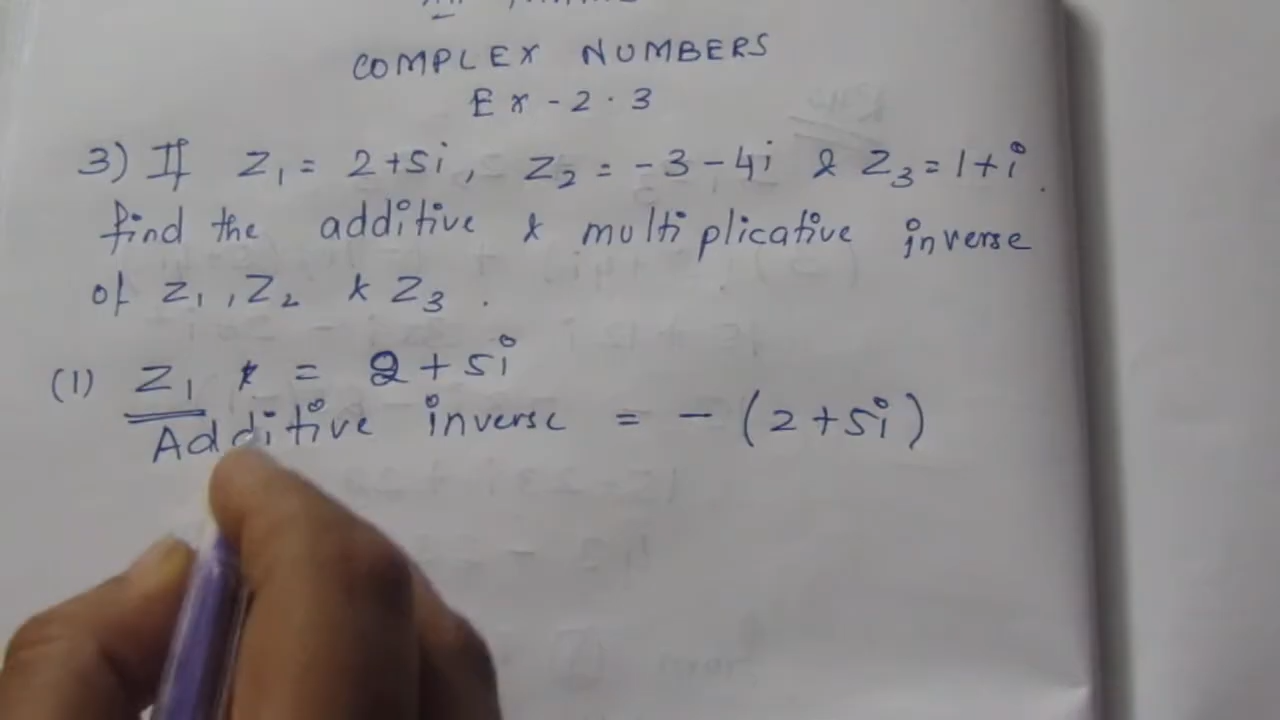 COMPLEX NUMBERS
Ex - 2.3
3) If Z₁ = 2+5i, Z₂ = -3-4i & Z₃ = 1+i.
find the additive & multiplicative inverse
of Z₁, Z₂ & Z₃.
(1) Z₁ = 2+5i
Additive inverse = -(2+5i)